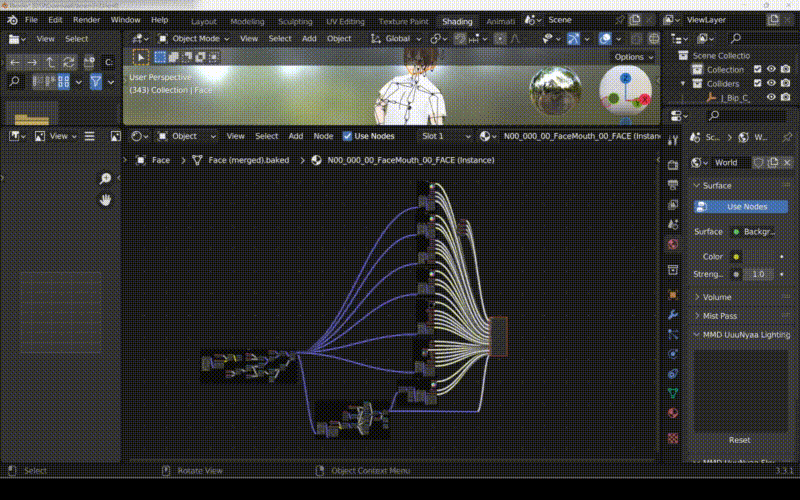 File Edit Render Window Help Layout Modeling Sculpting UV Editing Texture Paint Shading Animati Scene ViewLayer
View Select Object Mode View Select Add Object Global
C: Options Scene Collectio
User Perspective Collection
(343) Collection | Face Colliders
J_Bip_C_
View Object View Select Add Node Use Nodes Slot 1 N00_000_00_FaceMouth_00_FACE (Instan
Face Face (merged).baked N00_000_00_FaceMouth_00_FACE (Instance)
Sc... W...
World
Surface
Use Nodes
Surface Backgr...
Color
Streng... 1.0
Volume
Mist Pass
MMD UuuNyaa Lighting
Reset
Select Rotate View Object Context Menu 3.3.1